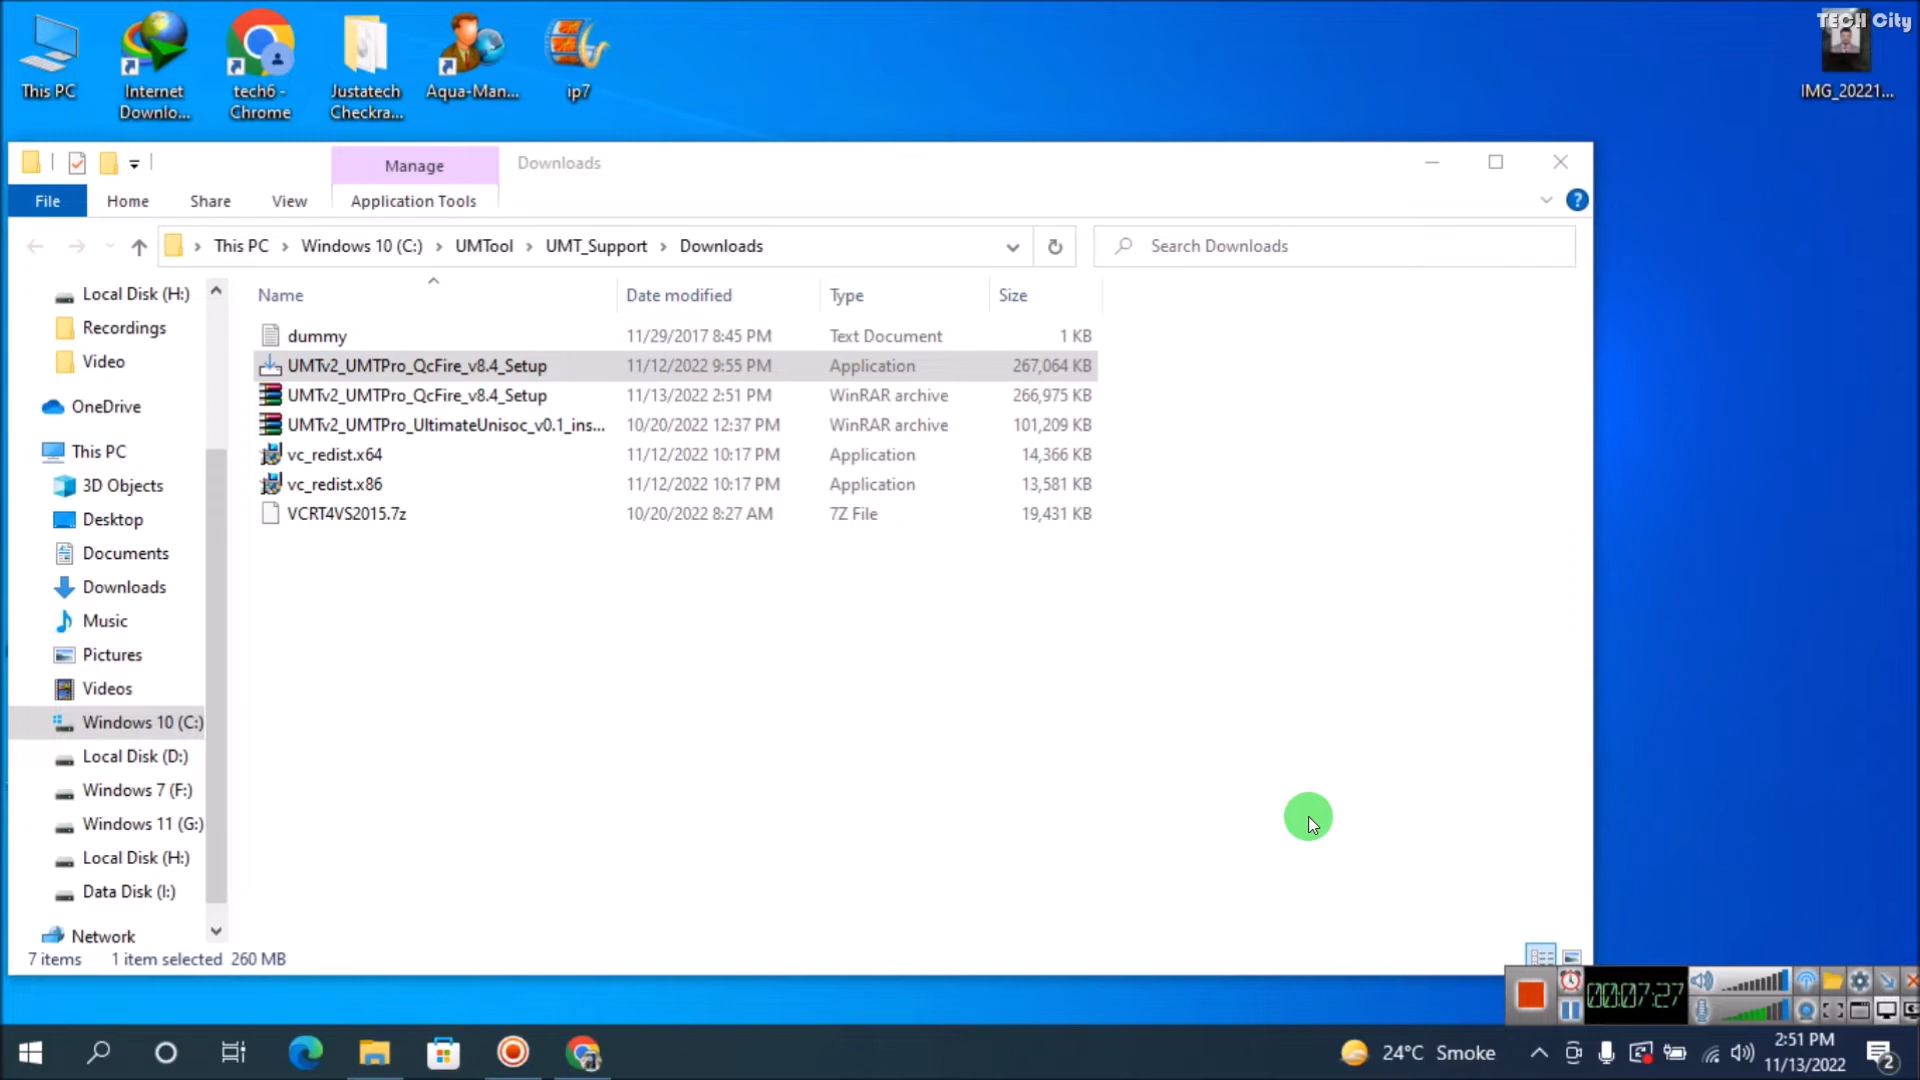 TECH City
This PC
Internet
Downlo...
tech6 -
Chrome
Justatech
Checkra...
Aqua-Man...
ip7
IMG_20221...
Manage
Downloads
File
Home
Share
View
Application Tools
This PC > Windows 10 (C:) > UMTool > UMT_Support > Downloads
Search Downloads
Name
Date modified
Type
Size
dummy 11/29/2017 8:45 PM Text Document 1 KB
UMTv2_UMTPro_QcFire_v8.4_Setup 11/12/2022 9:55 PM Application 267,064 KB
UMTv2_UMTPro_QcFire_v8.4_Setup 11/13/2022 2:51 PM WinRAR archive 266,975 KB
UMTv2_UMTPro_UltimateUnisoc_v0.1_ins... 10/20/2022 12:37 PM WinRAR archive 101,209 KB
vc_redist.x64 11/12/2022 10:17 PM Application 14,366 KB
vc_redist.x86 11/12/2022 10:17 PM Application 13,581 KB
VCRT4VS2015.7z 10/20/2022 8:27 AM 7Z File 19,431 KB
Local Disk (H:)
Recordings
Video
OneDrive
This PC
3D Objects
Desktop
Documents
Downloads
Music
Pictures
Videos
Windows 10 (C:)
Local Disk (D:)
Windows 7 (F:)
Windows 11 (G:)
Local Disk (H:)
Data Disk (I:)
Network
7 items 1 item selected 260 MB
00:07:27
24°C Smoke
2:51 PM
11/13/2022
2